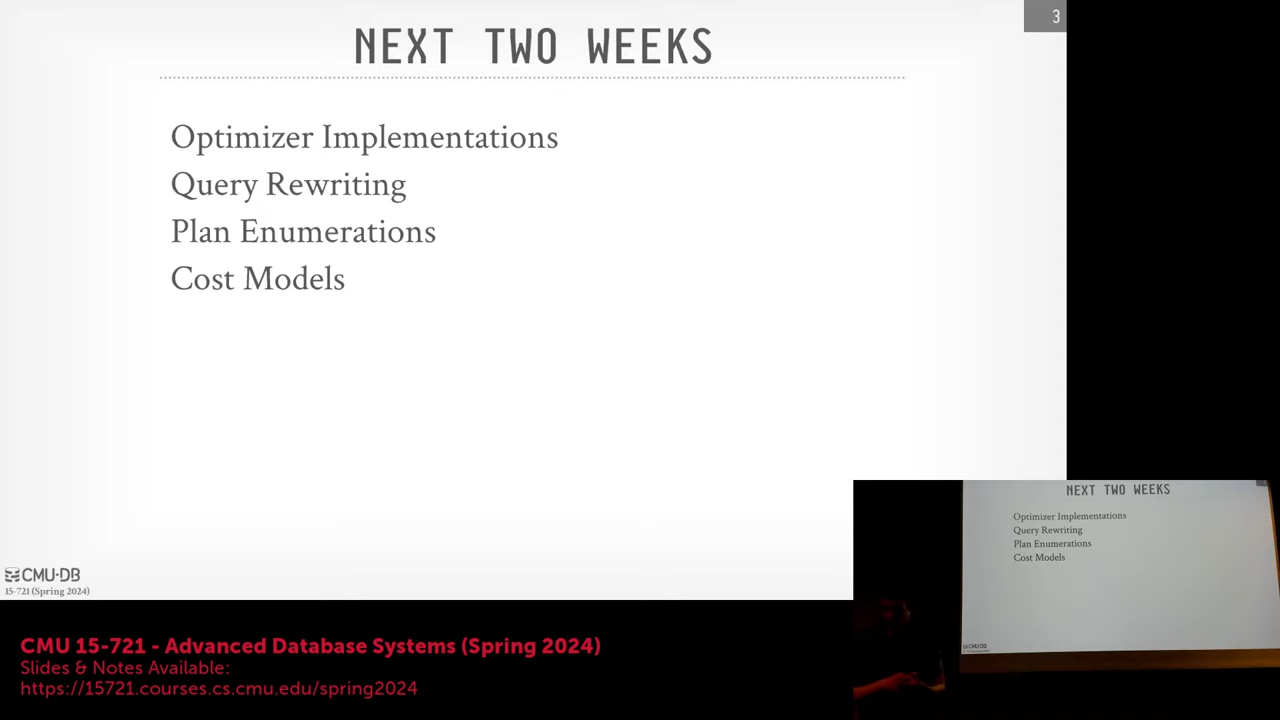 3
NEXT TWO WEEKS
Optimizer Implementations
Query Rewriting
Plan Enumerations
Cost Models
CMU·DB
15-721 (Spring 2024)
NEXT TWO WEEKS
Optimizer Implementations
Query Rewriting
Plan Enumerations
Cost Models
CMU·DB
CMU 15-721 - Advanced Database Systems (Spring 2024)
Slides & Notes Available:
https://15721.courses.cs.cmu.edu/spring2024